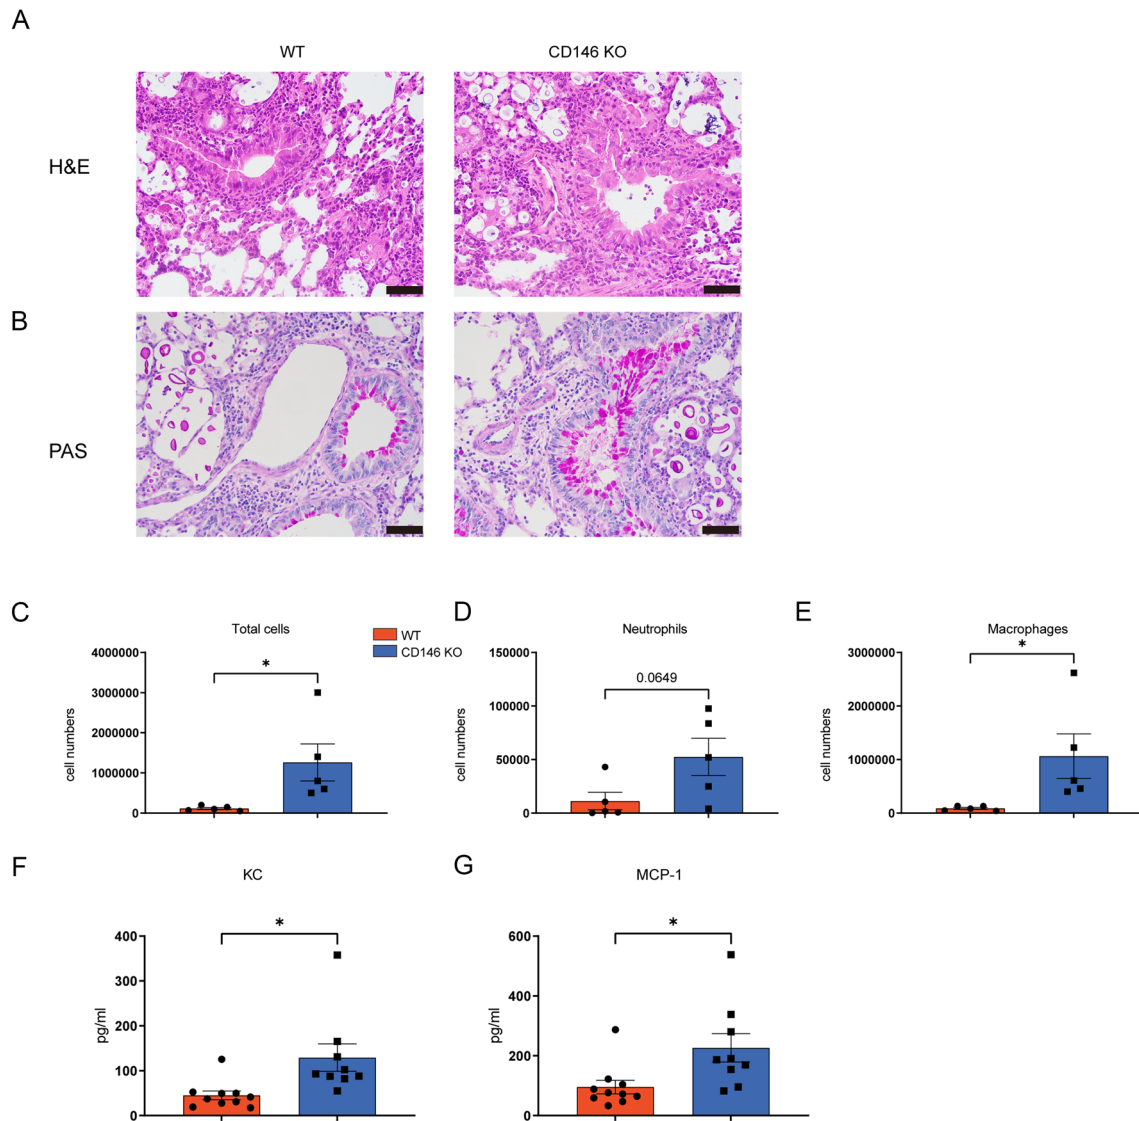 A
WT
CD146 KO
H&E
B
PAS
C
Total cells
WT
CD146 KO
4000000
3000000
2000000
1000000
0
cell numbers
*
D
Neutrophils
150000
100000
50000
0
cell numbers
0.0649
E
Macrophages
3000000
2000000
1000000
0
cell numbers
*
F
KC
400
300
200
100
0
pg/ml
*
G
MCP-1
600
400
200
0
pg/ml
*